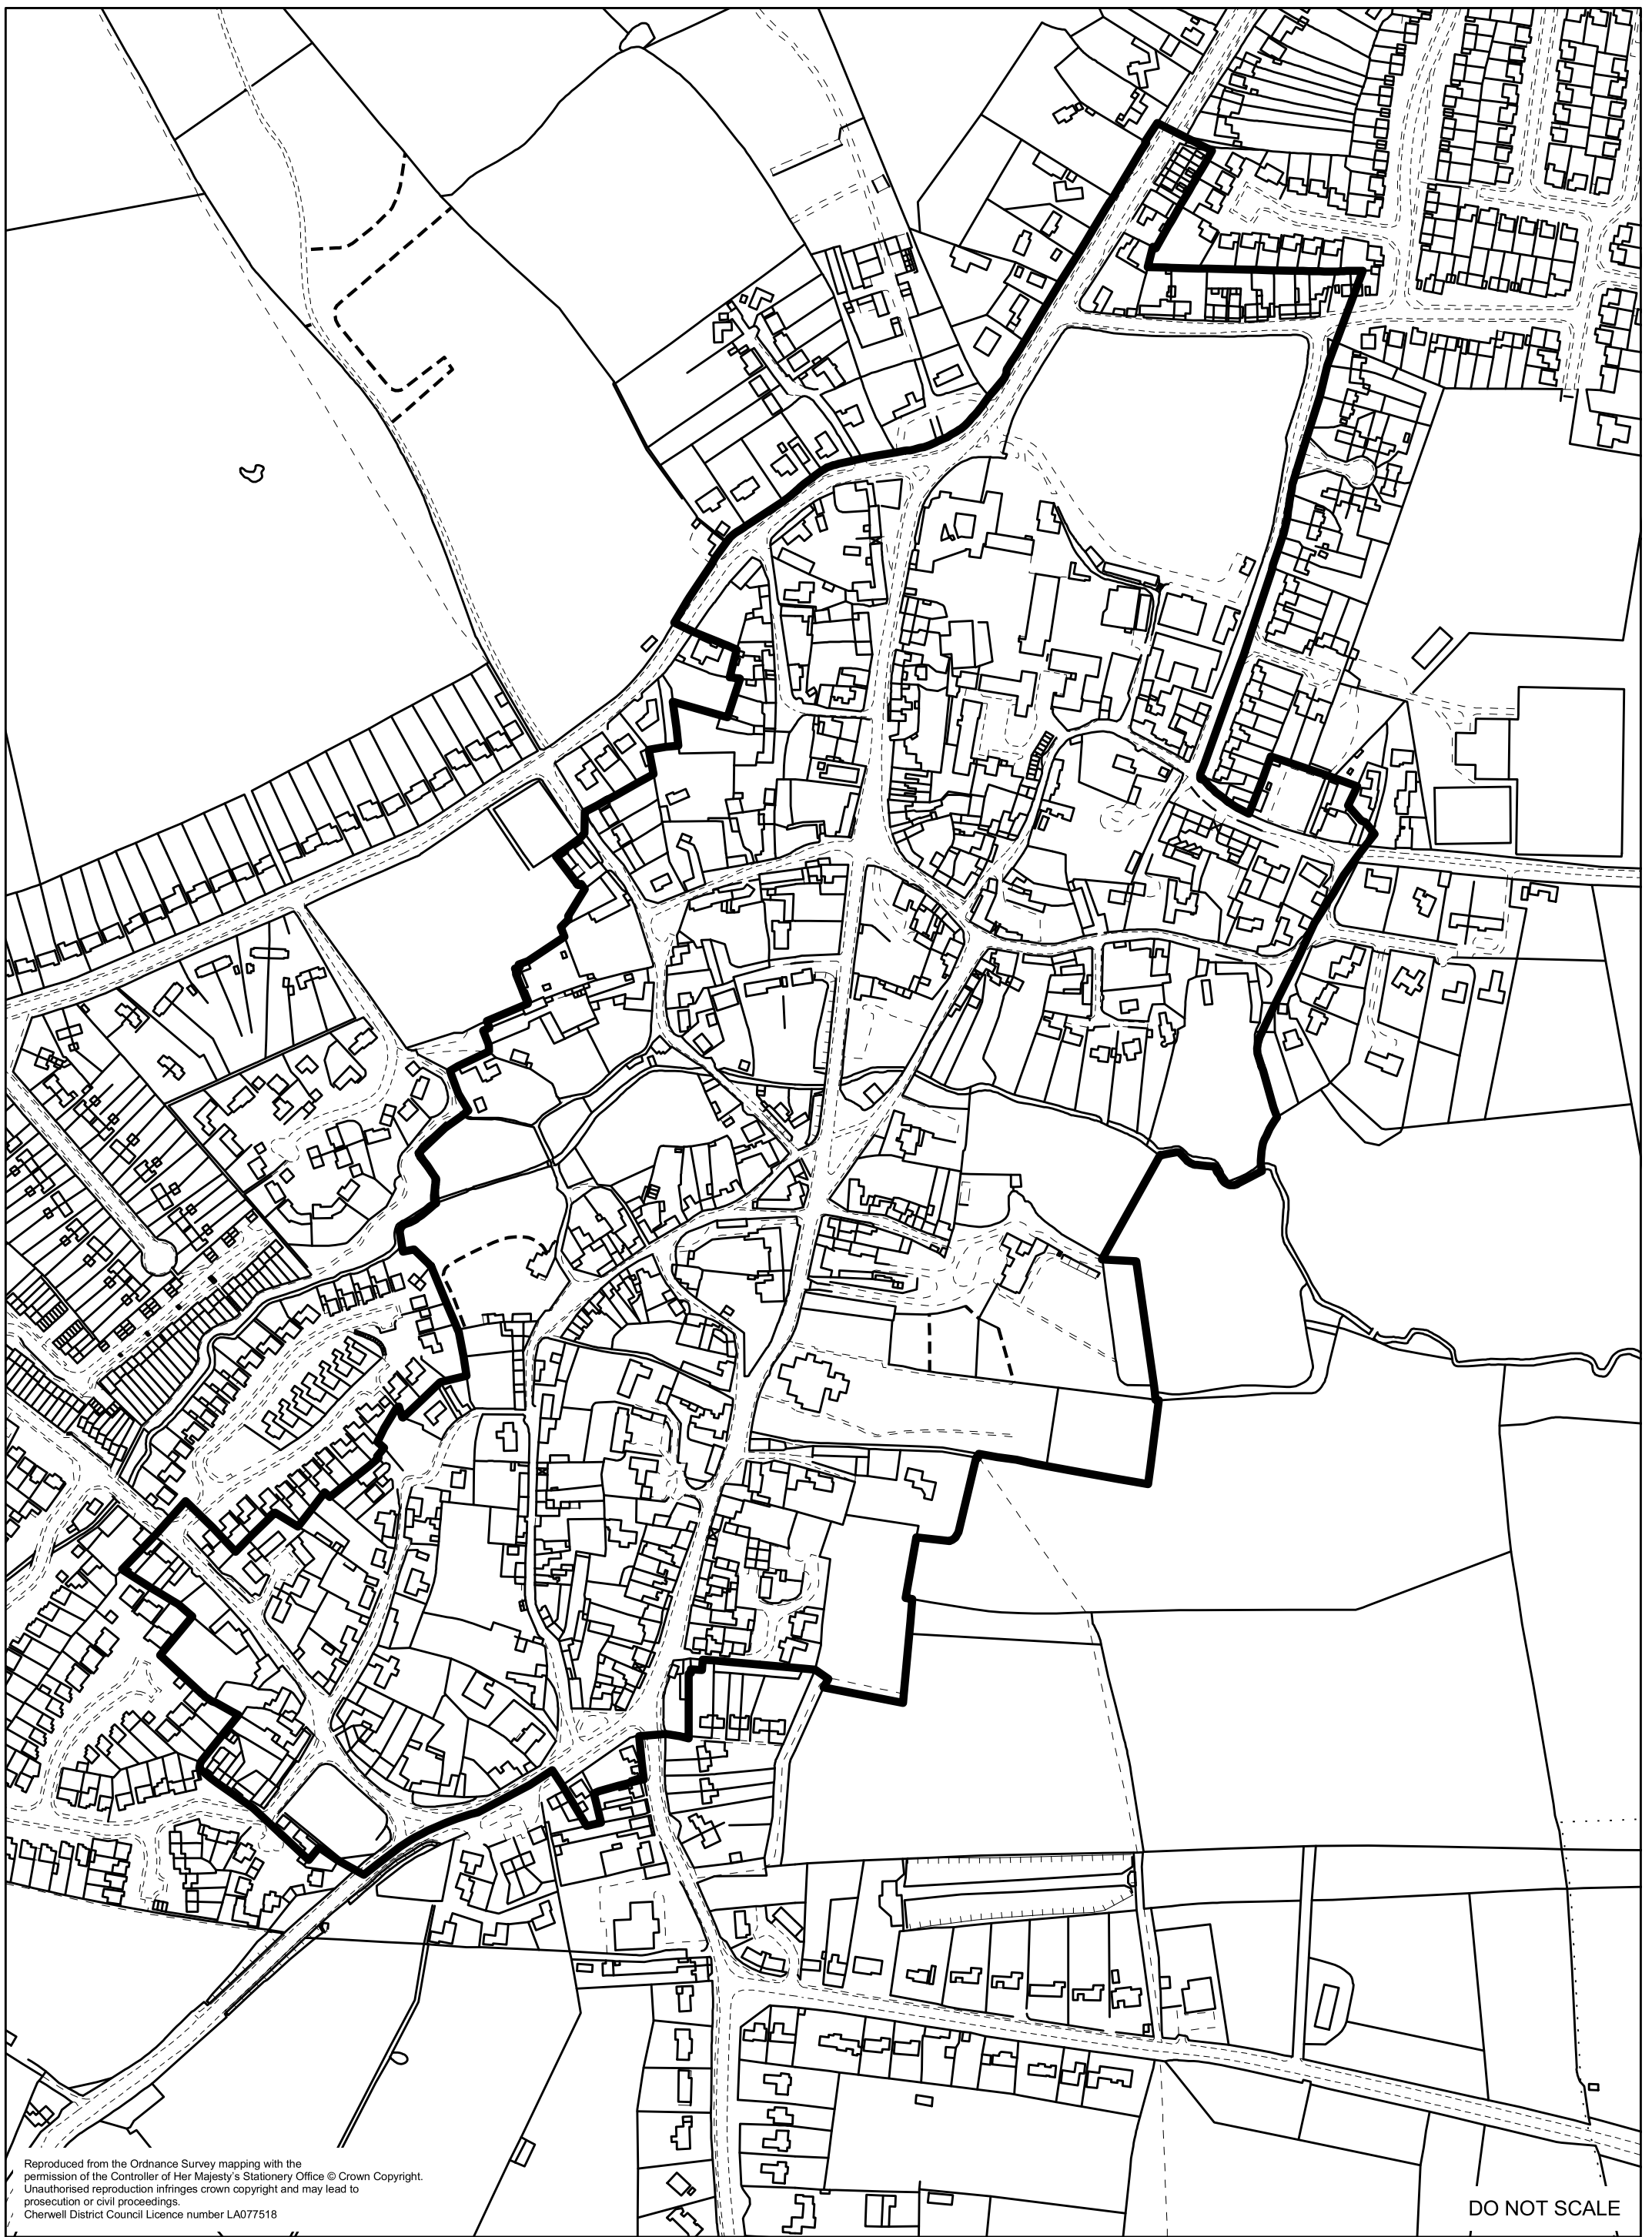 Reproduced from the Ordnance Survey mapping with the
permission of the Controller of Her Majesty's Stationery Office © Crown Copyright.
Unauthorised reproduction infringes crown copyright and may lead to
prosecution or civil proceedings.
Cherwell District Council Licence number LA077518
DO NOT SCALE